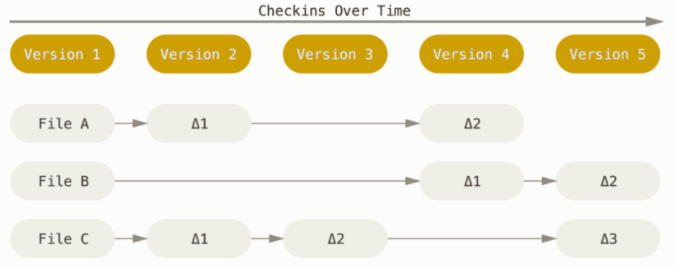 Checkins Over Time
Version 1 Version 2 Version 3 Version 4 Version 5
File A Δ1 Δ2
File B Δ1 Δ2
File C Δ1 Δ2 Δ3